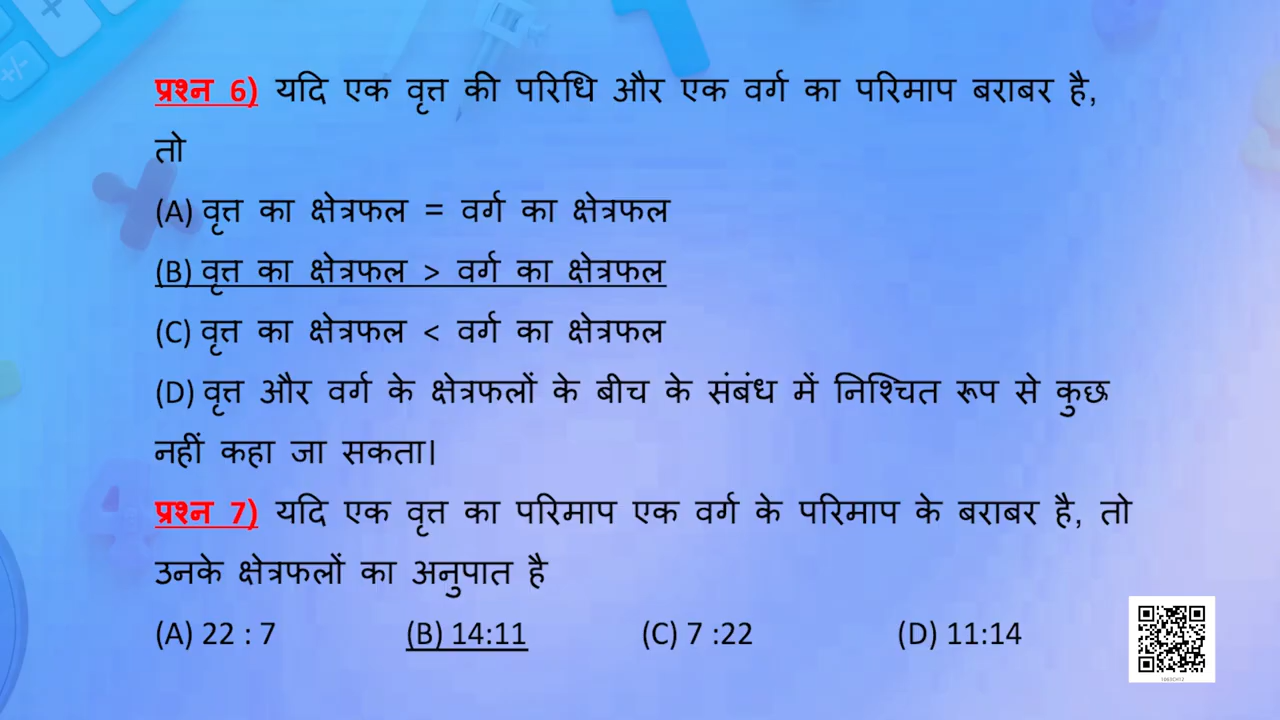 प्रश्न 6) यदि एक वृत्त की परिधि और एक वर्ग का परिमाप बराबर है,
तो
(A) वृत्त का क्षेत्रफल = वर्ग का क्षेत्रफल
(B) वृत्त का क्षेत्रफल > वर्ग का क्षेत्रफल
(C) वृत्त का क्षेत्रफल < वर्ग का क्षेत्रफल
(D) वृत्त और वर्ग के क्षेत्रफलों के बीच के संबंध में निश्चित रूप से कुछ
नहीं कहा जा सकता।
प्रश्न 7) यदि एक वृत्त का परिमाप एक वर्ग के परिमाप के बराबर है, तो
उनके क्षेत्रफलों का अनुपात है
(A) 22 : 7 (B) 14:11 (C) 7 :22 (D) 11:14